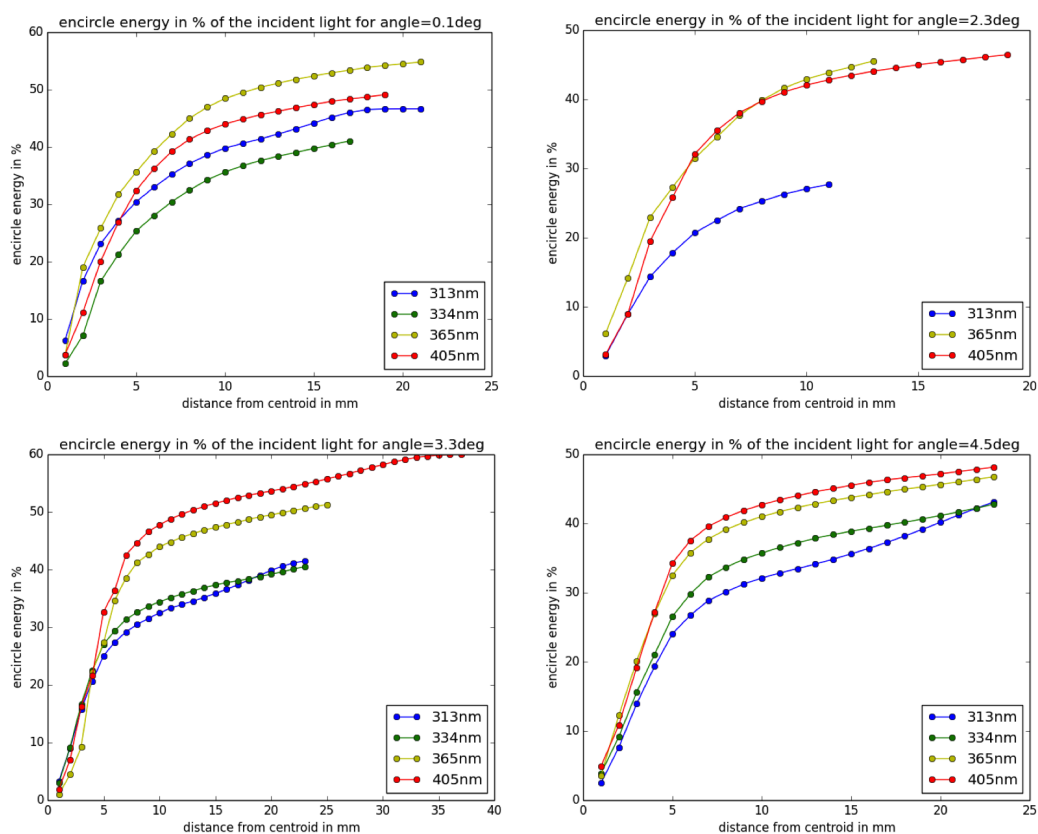 encircle energy in % of the incident light for angle=0.1deg
60
50
40
30
20
10
0
encircle energy in %
0 5 10 15 20 25
distance from centroid in mm
313nm
334nm
365nm
405nm
encircle energy in % of the incident light for angle=2.3deg
50
40
30
20
10
0
encircle energy in %
0 5 10 15 20
distance from centroid in mm
313nm
365nm
405nm
encircle energy in % of the incident light for angle=3.3deg
60
50
40
30
20
10
0
encircle energy in %
0 5 10 15 20 25 30 35 40
distance from centroid in mm
313nm
334nm
365nm
405nm
encircle energy in % of the incident light for angle=4.5deg
50
40
30
20
10
0
encircle energy in %
0 5 10 15 20 25
distance from centroid in mm
313nm
334nm
365nm
405nm